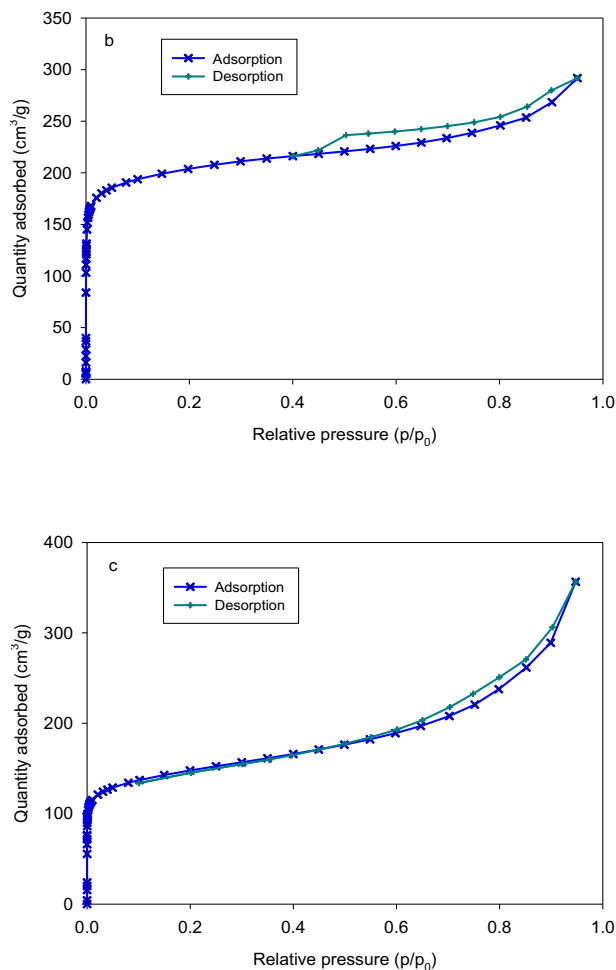 b
Adsorption
Desorption
Quantity adsorbed (cm³/g)
350
300
250
200
150
100
50
0
0.0 0.2 0.4 0.6 0.8 1.0
Relative pressure (p/p₀)
c
Adsorption
Desorption
Quantity adsorbed (cm³/g)
400
300
200
100
0
0.0 0.2 0.4 0.6 0.8 1.0
Relative pressure (p/p₀)